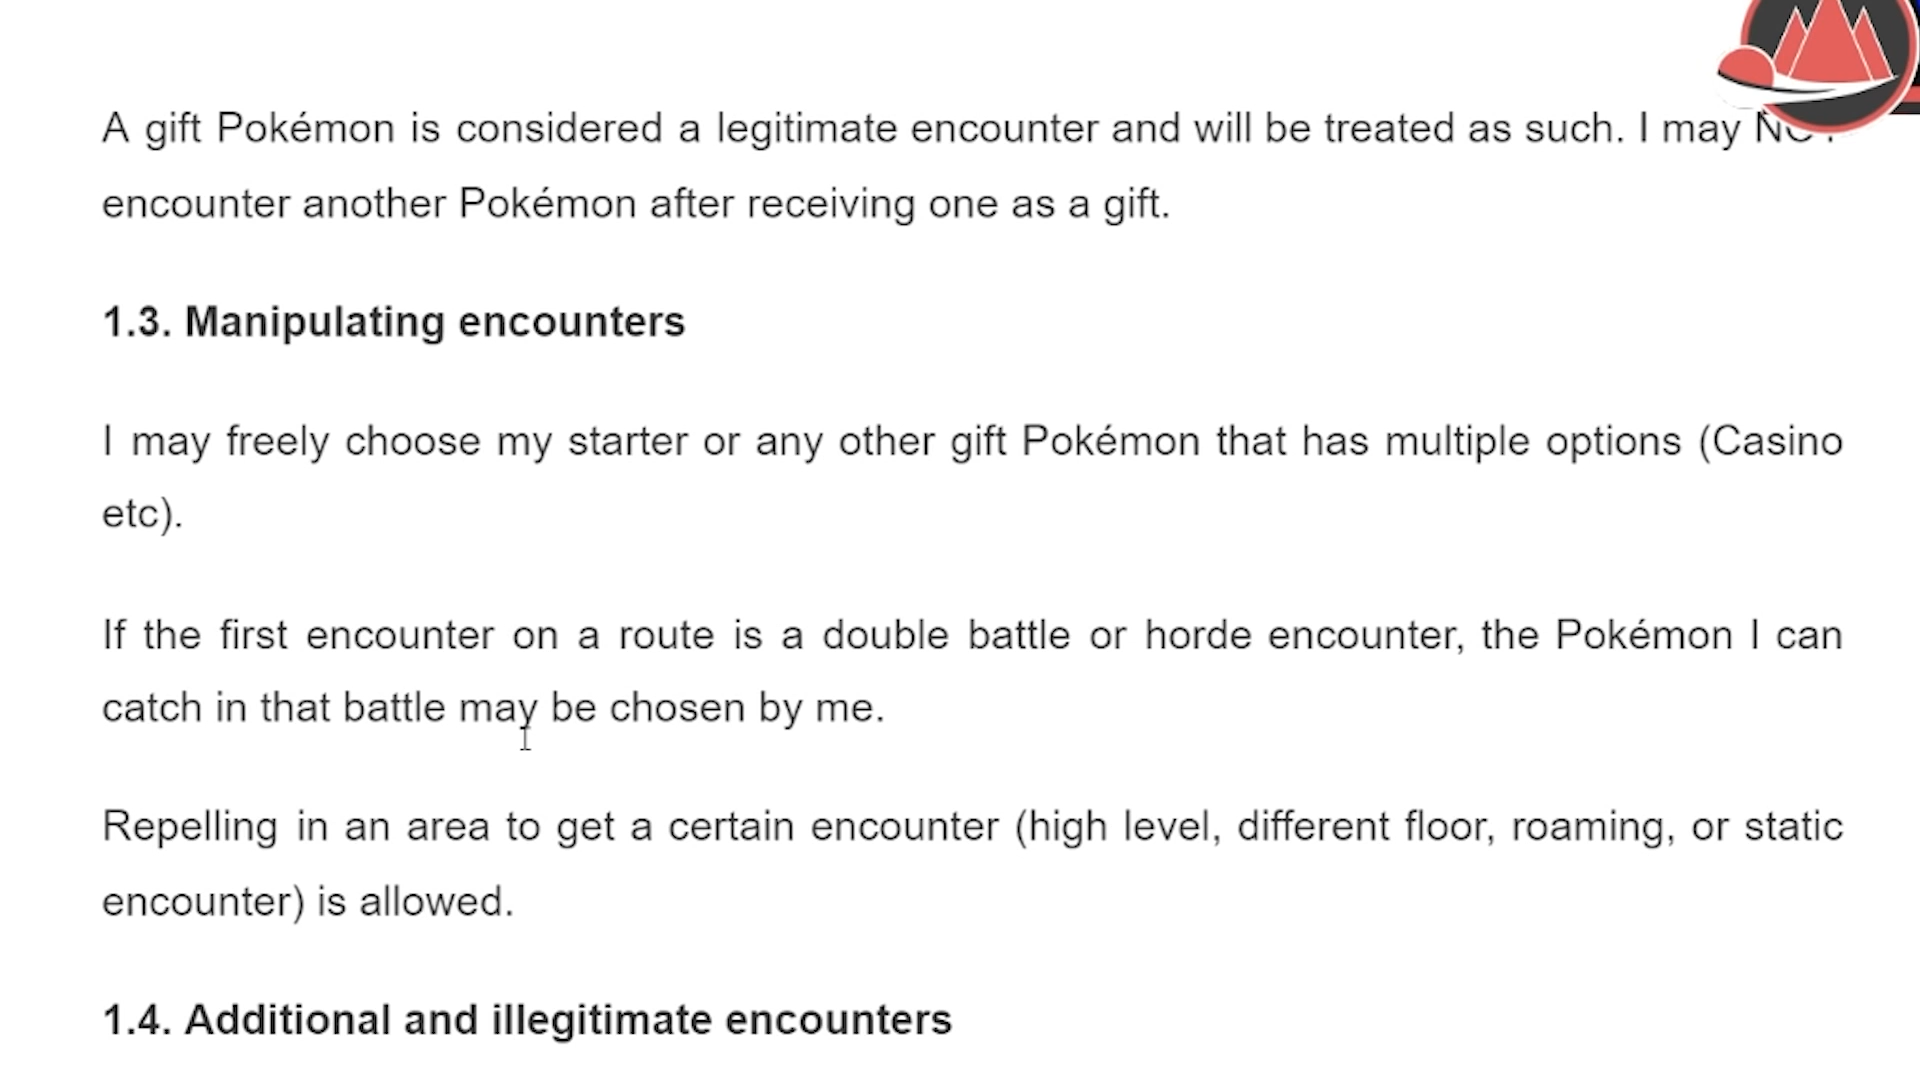 A gift Pokémon is considered a legitimate encounter and will be treated as such. I may
encounter another Pokémon after receiving one as a gift.
1.3. Manipulating encounters
I may freely choose my starter or any other gift Pokémon that has multiple options (Casino
etc).
If the first encounter on a route is a double battle or horde encounter, the Pokémon I can
catch in that battle may be chosen by me.
Repelling in an area to get a certain encounter (high level, different floor, roaming, or static
encounter) is allowed.
1.4. Additional and illegitimate encounters